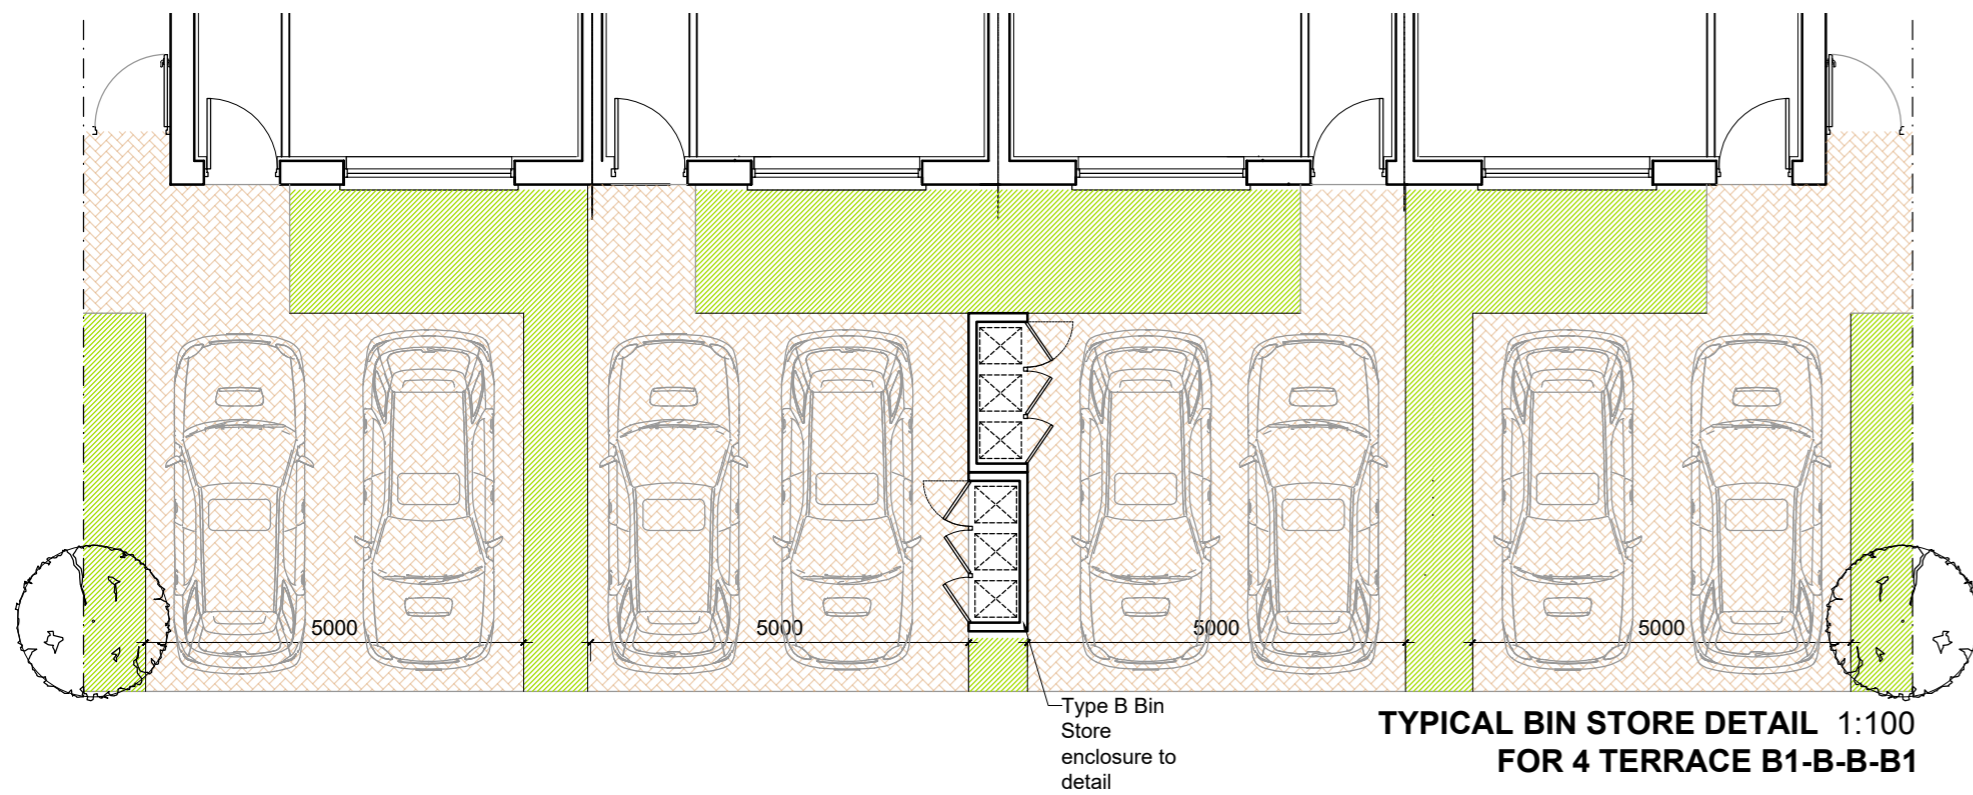 5000
5000
5000
5000
Type B Bin
Store
enclosure to
detail
TYPICAL BIN STORE DETAIL 1:100
FOR 4 TERRACE B1-B-B-B1